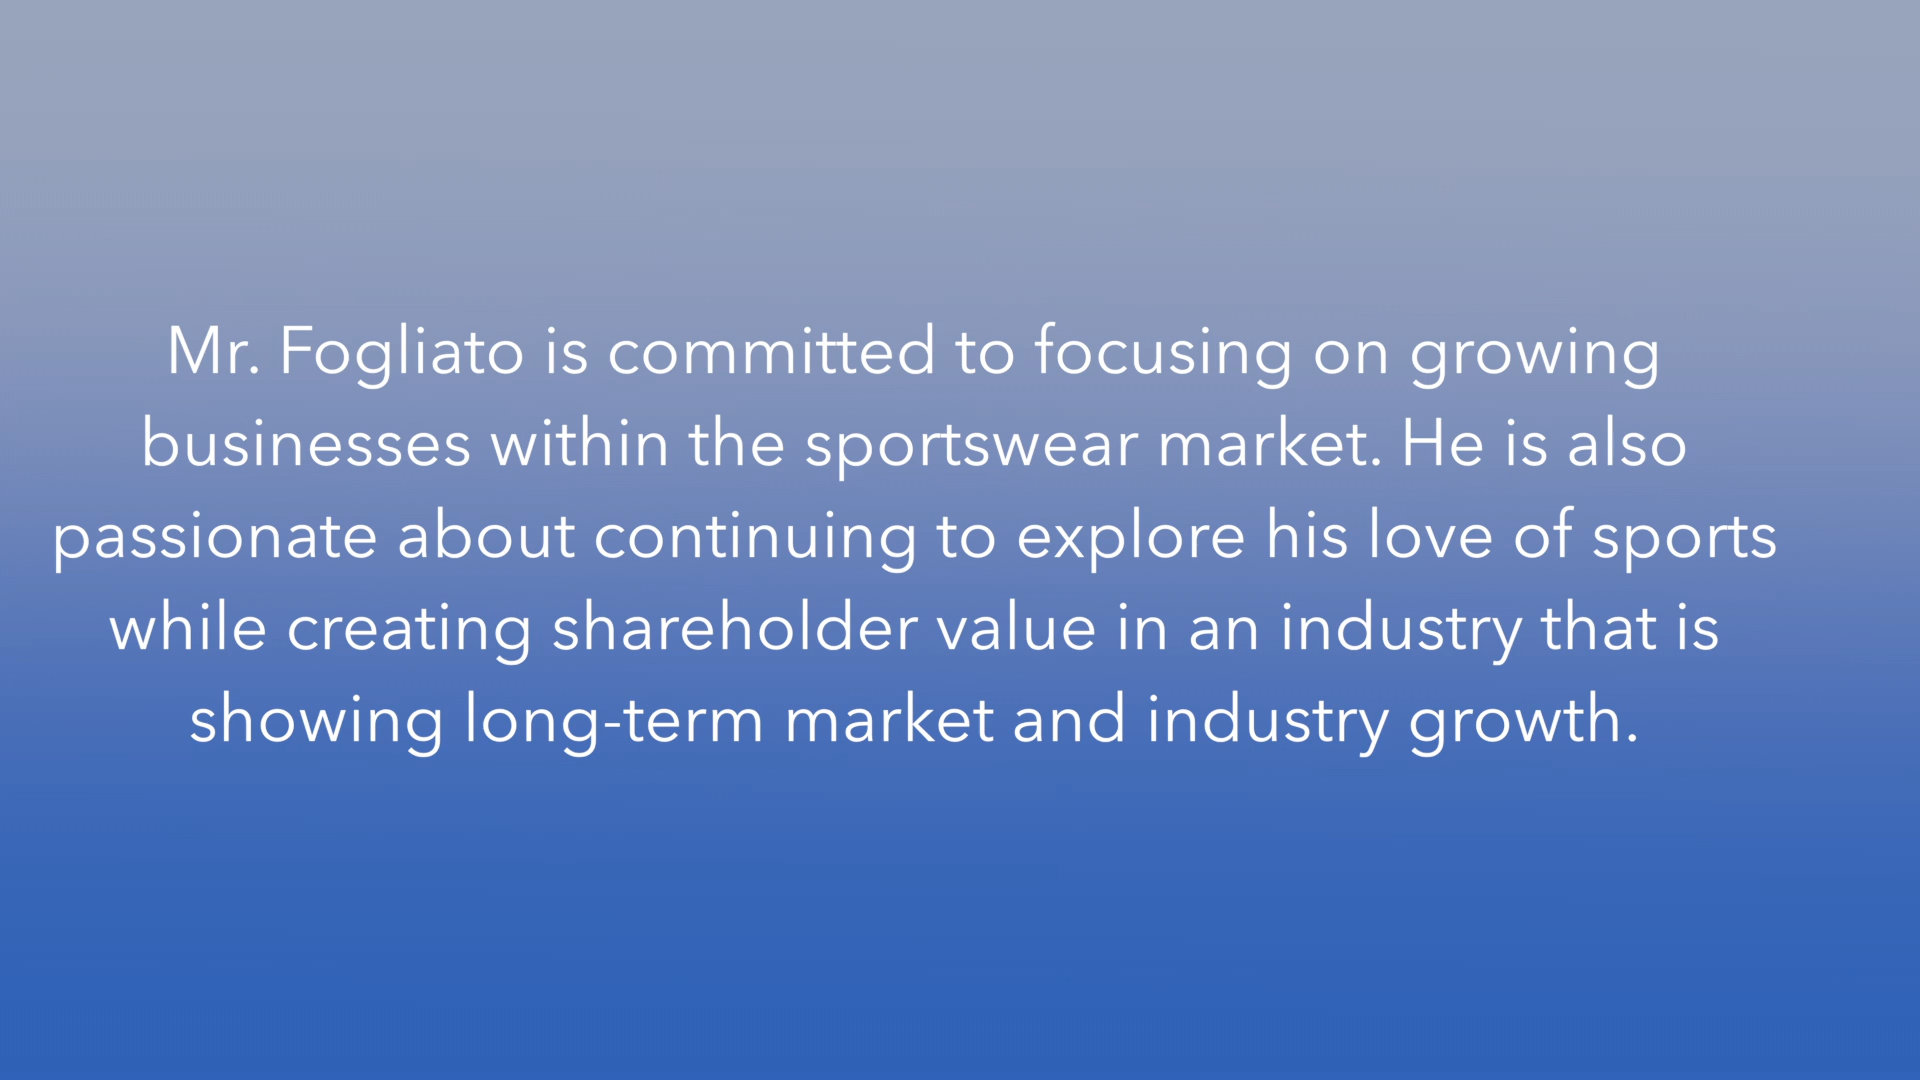 Mr. Fogliato is committed to focusing on growing
businesses within the sportswear market. He is also
passionate about continuing to explore his love of sports
while creating shareholder value in an industry that is
showing long-term market and industry growth.